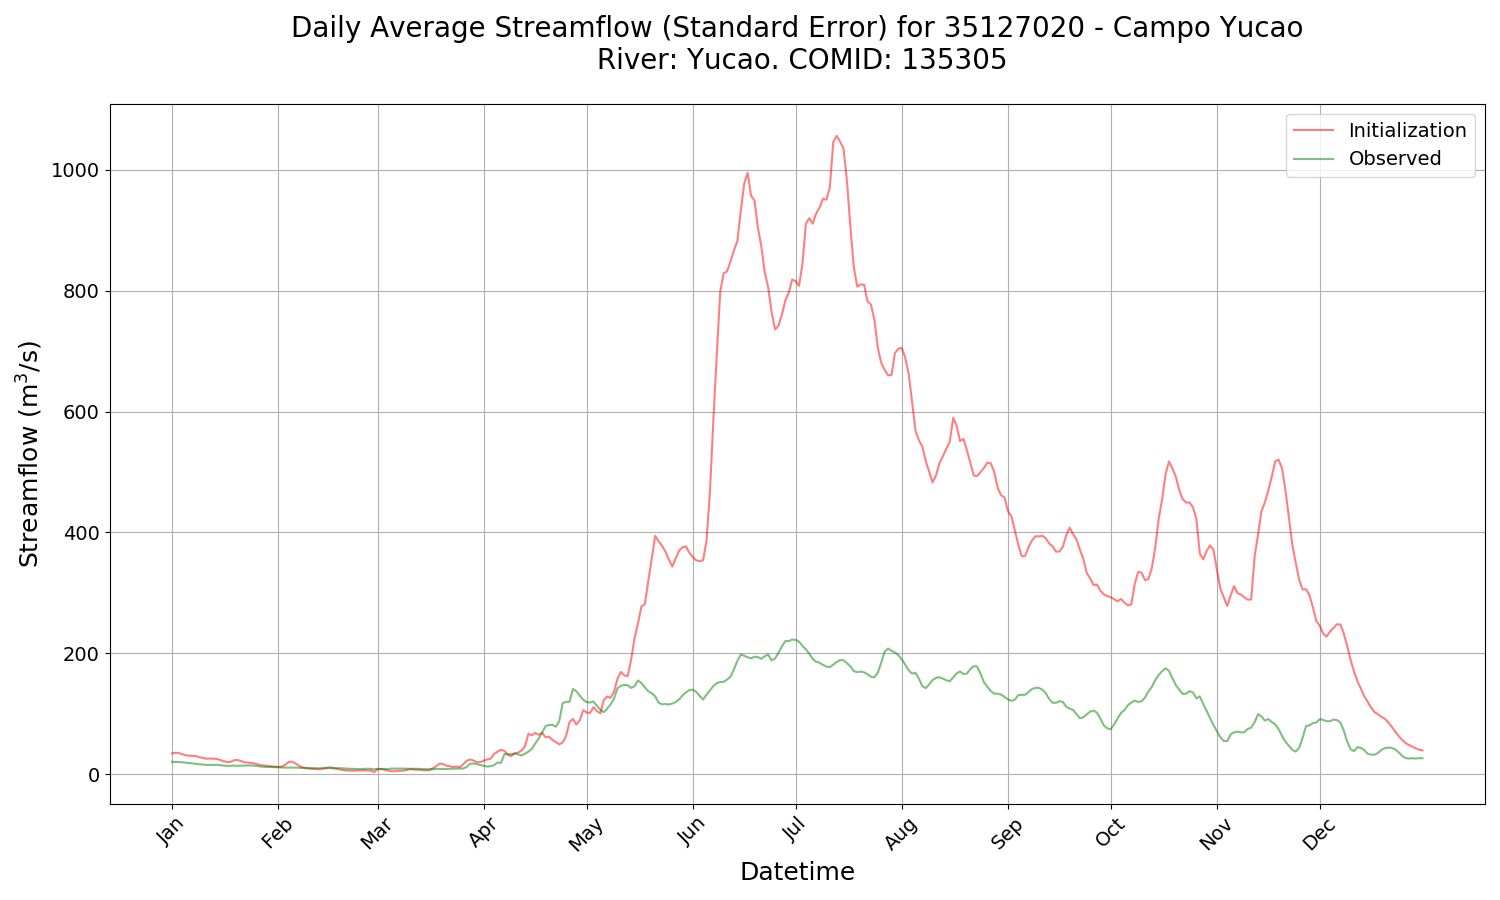 Daily Average Streamflow (Standard Error) for 35127020 - Campo Yucao
River: Yucao. COMID: 135305
Initialization
Observed
Streamflow (m³/s)
1000
800
600
400
200
0
Jan
Feb
Mar
Apr
May
Jun
Jul
Aug
Sep
Oct
Nov
Dec
Datetime